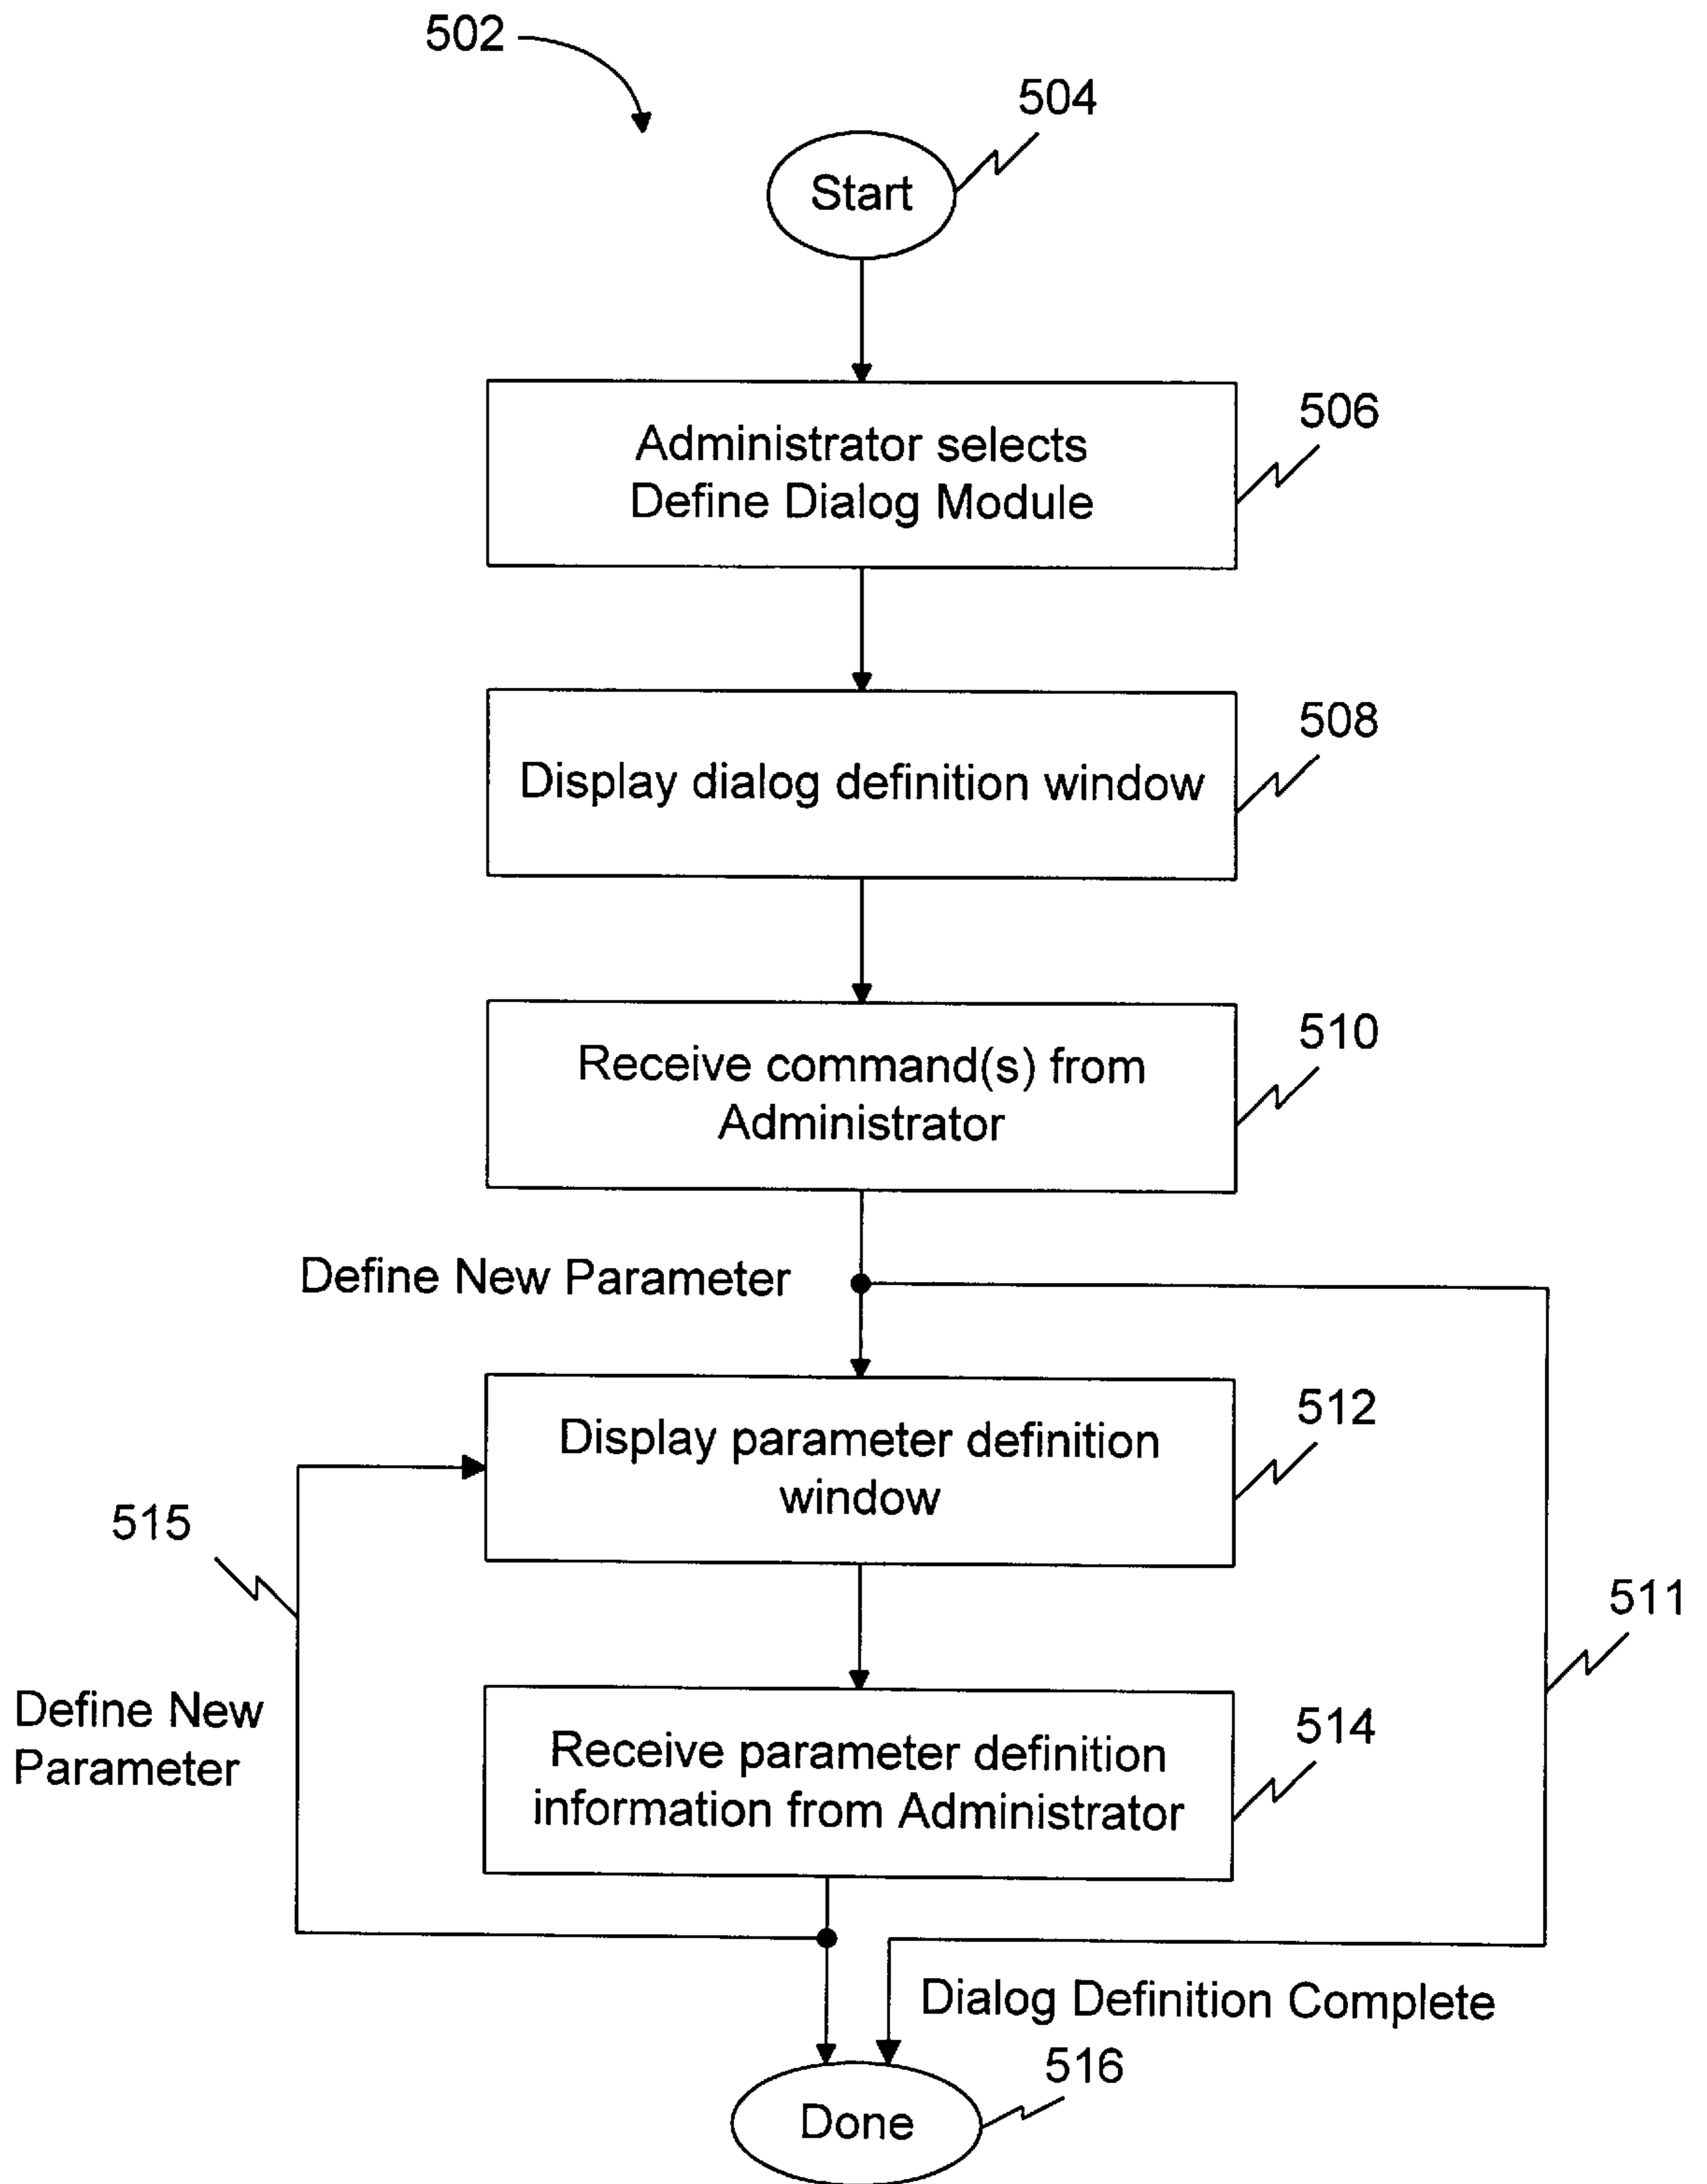 502
504
Start
506
Administrator selects
Define Dialog Module
508
Display dialog definition window
510
Receive command(s) from
Administrator
Define New Parameter
512
Display parameter definition
window
515
511
Define New
Parameter
514
Receive parameter definition
information from Administrator
Dialog Definition Complete
516
Done